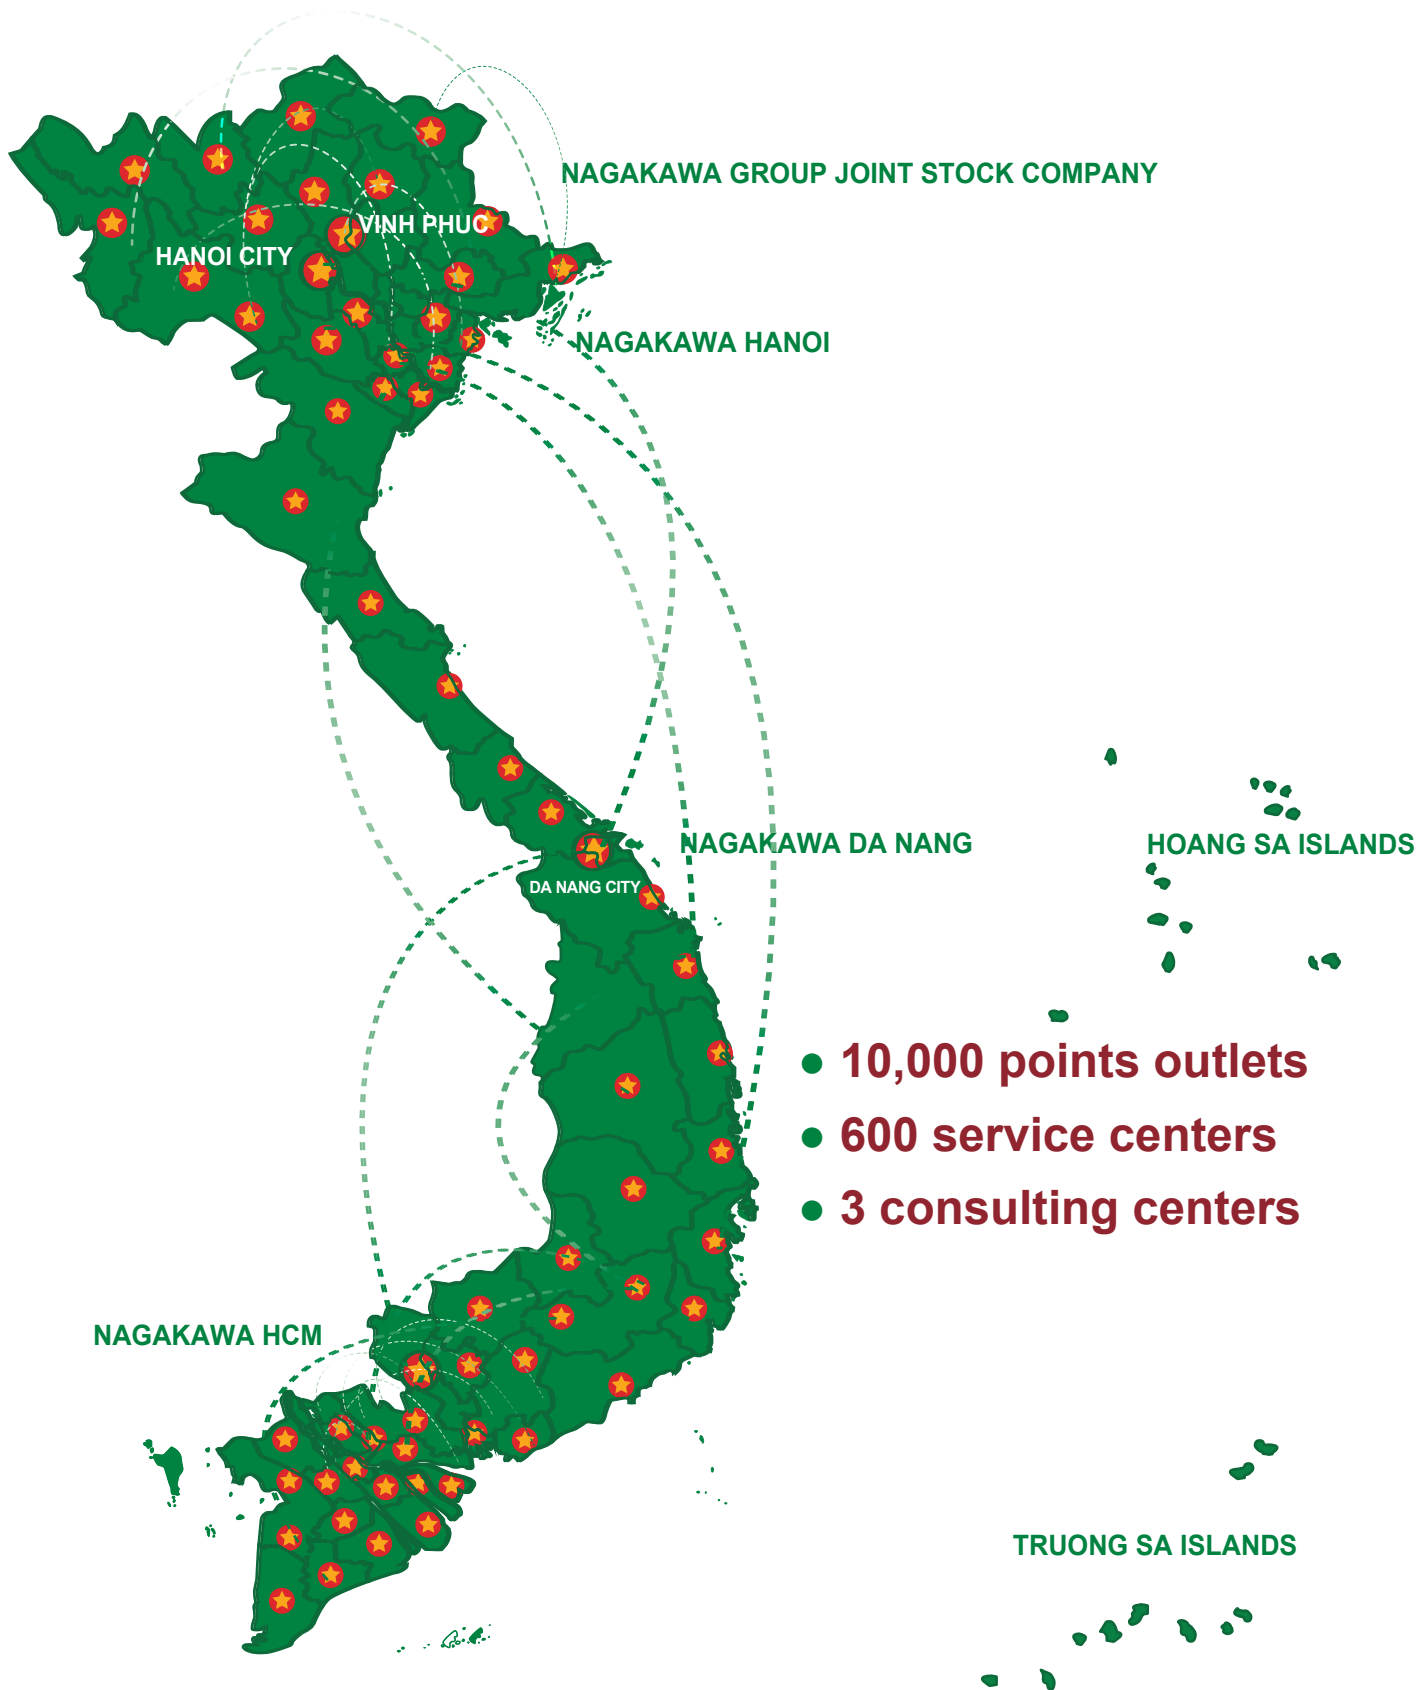 NAGAKAWA GROUP JOINT STOCK COMPANY
VINH PHUC
HANOI CITY
NAGAKAWA HANOI
NAGAKAWA DA NANG
HOANG SA ISLANDS
DA NANG CITY
• 10,000 points outlets
• 600 service centers
• 3 consulting centers
NAGAKAWA HCM
TRUONG SA ISLANDS